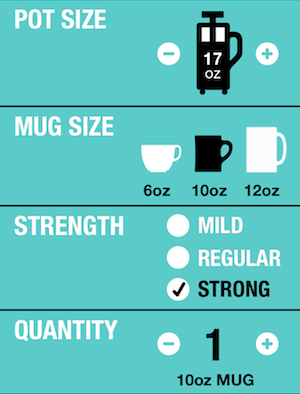 POT SIZE
17
OZ
MUG SIZE
6oz 10oz 12oz
STRENGTH
MILD
REGULAR
STRONG
QUANTITY
1
10oz MUG